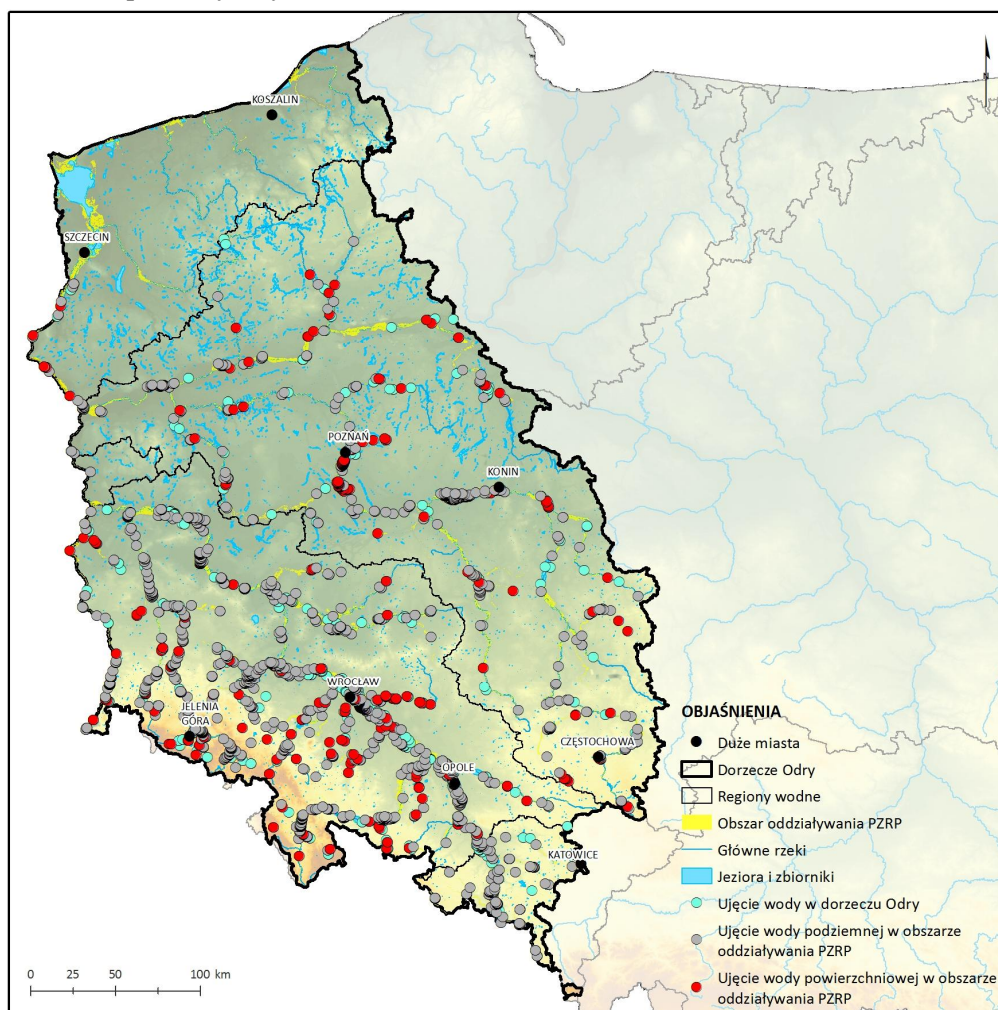 KOSZALIN
SZCZECIN
POZNAŃ
KONIN
WROCŁAW
JELENIA
GÓRA
OPOLE
CZĘSTOCHOWA
KATOWICE
OBJAŚNIENIA
Duże miasta
Dorzecze Odry
Regiony wodne
Obszar oddziaływania PZRP
Główne rzeki
Jeziora i zbiorniki
Ujęcie wody w dorzeczu Odry
Ujęcie wody podziemnej w obszarze
oddziaływania PZRP
Ujęcie wody powierzchniowej w obszarze
oddziaływania PZRP
0 25 50 100 km